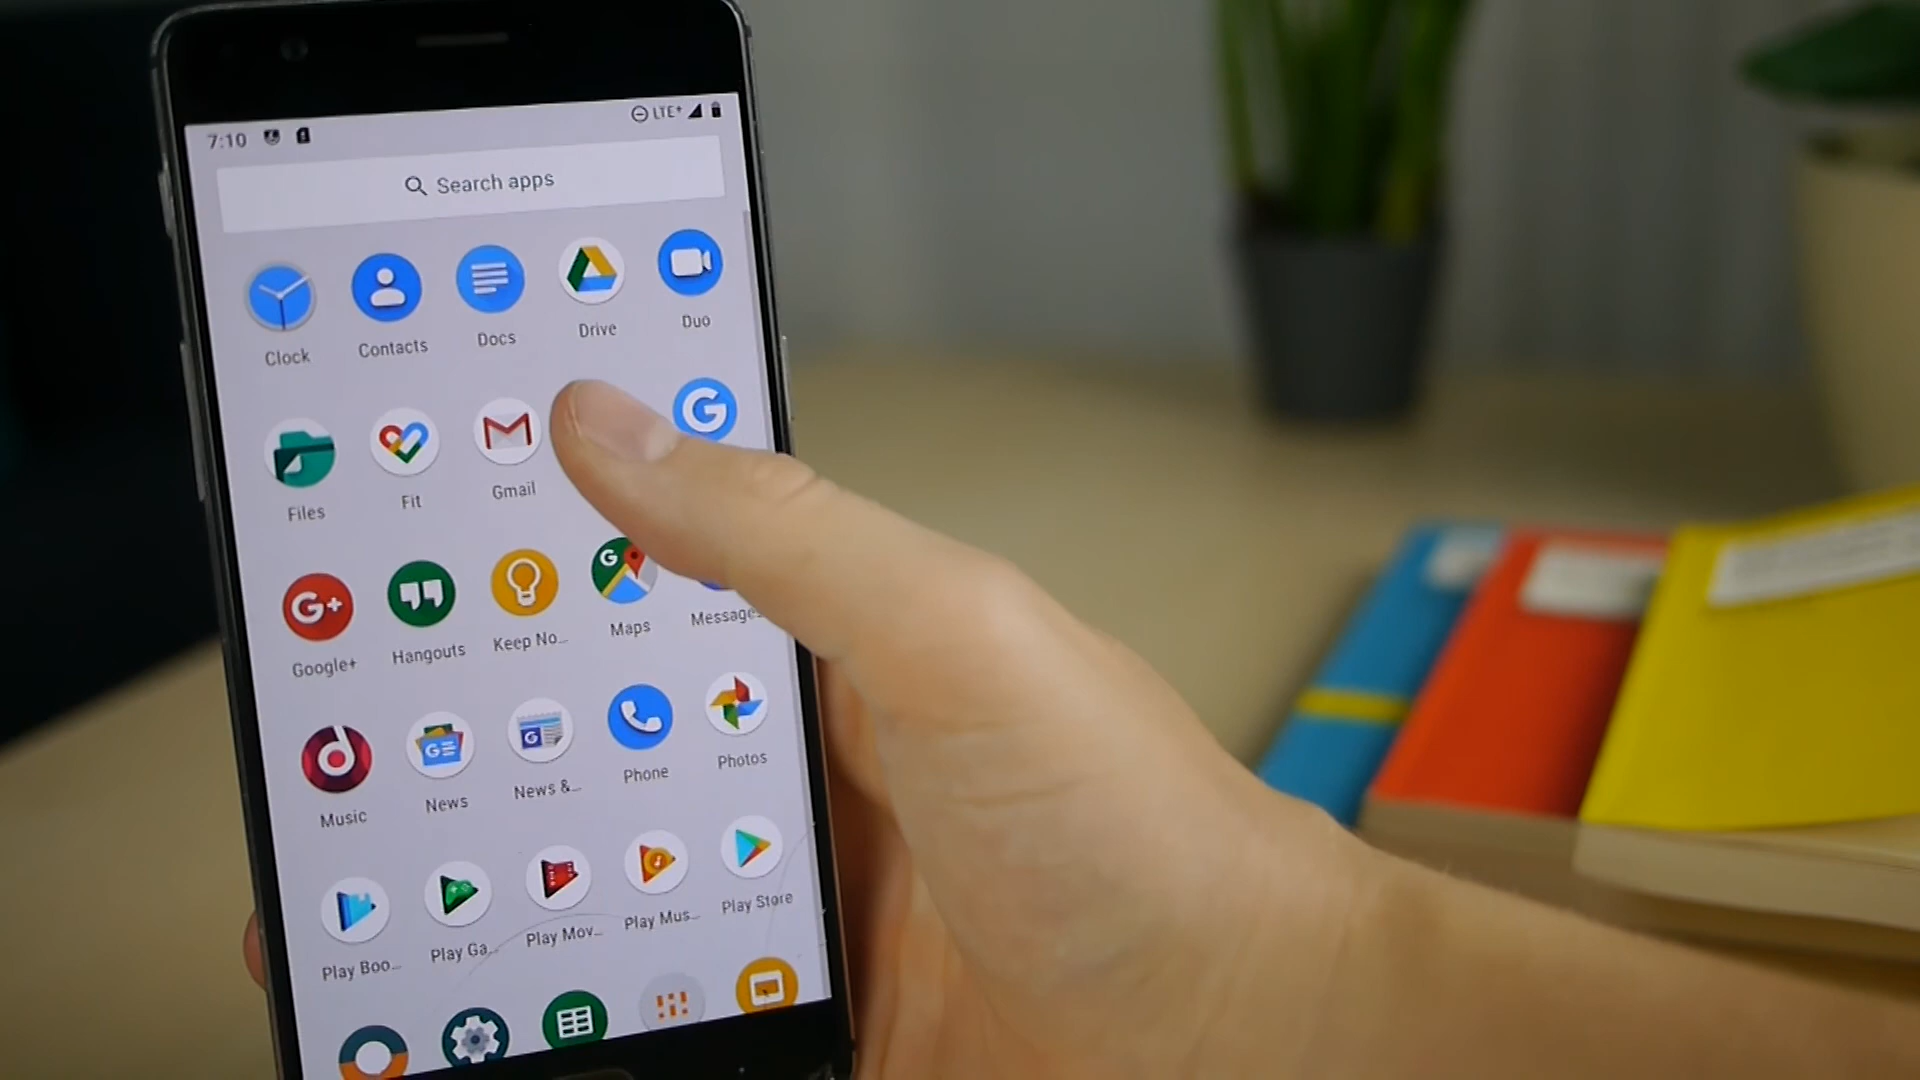 7:10 LTE+
Search apps
Clock Contacts Docs Drive Duo
Files Fit Gmail
Google+ Hangouts Keep No... Maps Message...
Music News News &... Phone Photos
Play Boo... Play Ga... Play Mov... Play Mus... Play Store